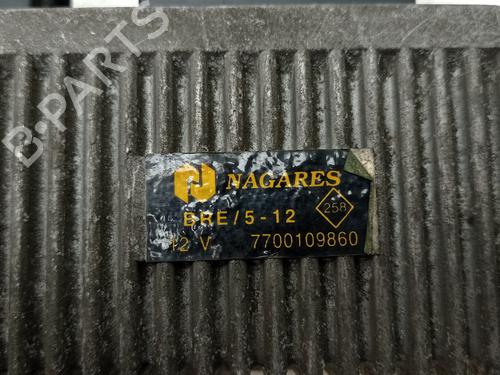 B-PARTS
NAGARES
BRE/5-12
258
12 V 7700109860